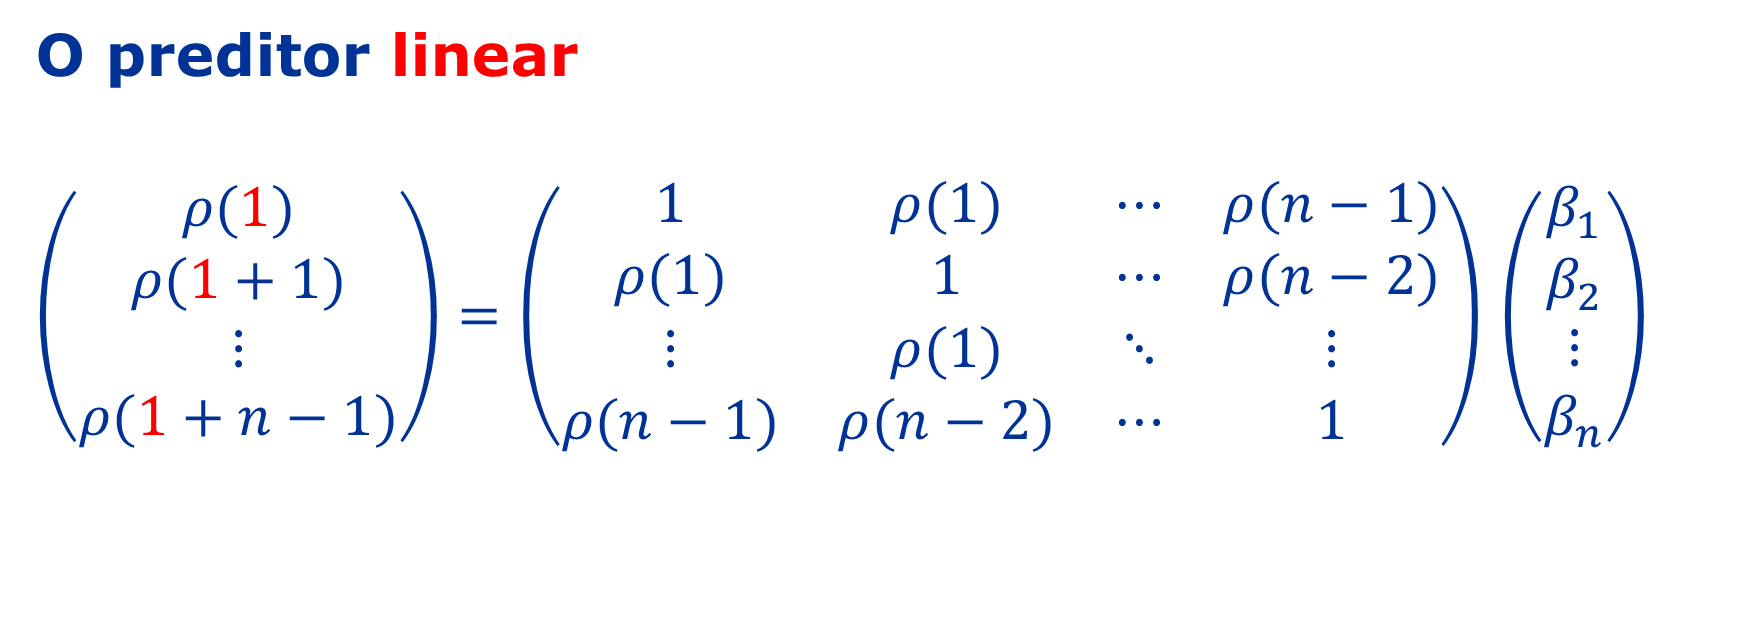 O preditor linear
ρ(1) 1 ρ(1) ⋯ ρ(n − 1) β₁
ρ(1 + 1) ρ(1) 1 ⋯ ρ(n − 2) β₂
=
⋮ ⋮ ρ(1) ⋱ ⋮ ⋮
ρ(1 + n − 1) ρ(n − 1) ρ(n − 2) ⋯ 1 βₙ